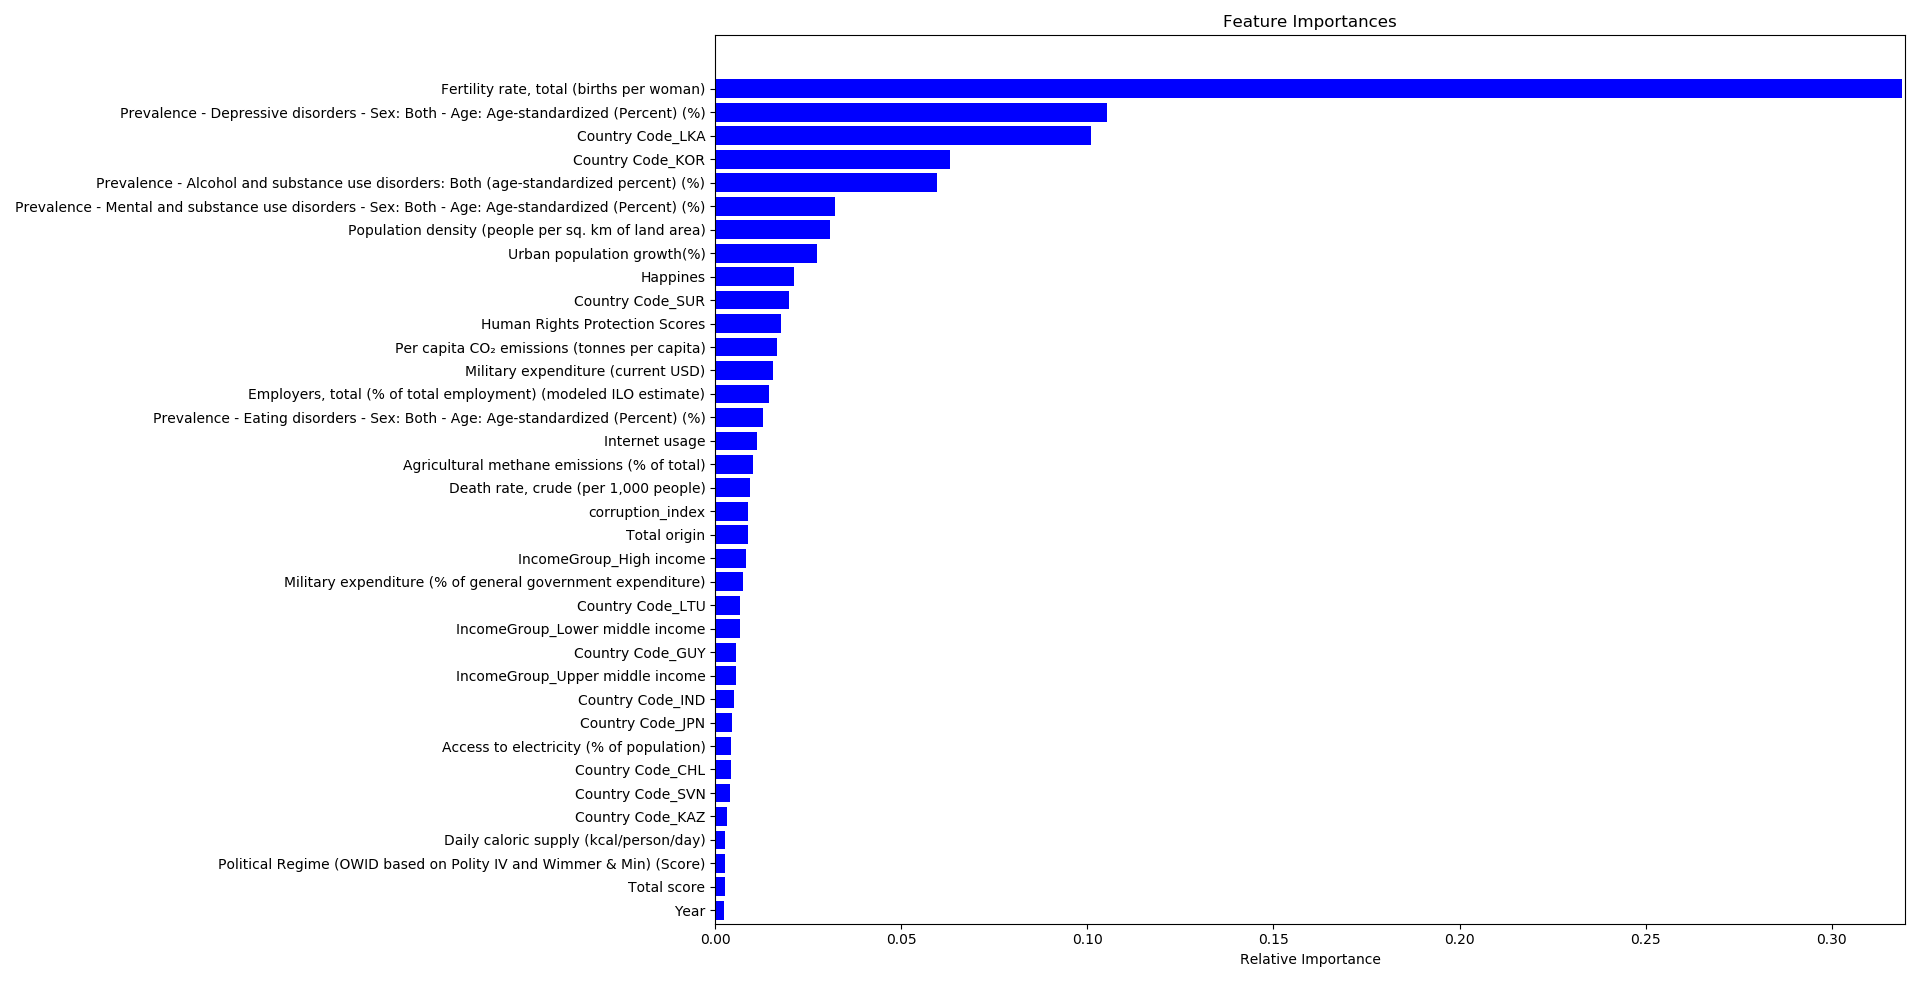 Feature Importances
Fertility rate, total (births per woman)
Prevalence - Depressive disorders - Sex: Both - Age: Age-standardized (Percent) (%)
Country Code_LKA
Country Code_KOR
Prevalence - Alcohol and substance use disorders: Both (age-standardized percent) (%)
Prevalence - Mental and substance use disorders - Sex: Both - Age: Age-standardized (Percent) (%)
Population density (people per sq. km of land area)
Urban population growth(%)
Happines
Country Code_SUR
Human Rights Protection Scores
Per capita CO₂ emissions (tonnes per capita)
Military expenditure (current USD)
Employers, total (% of total employment) (modeled ILO estimate)
Prevalence - Eating disorders - Sex: Both - Age: Age-standardized (Percent) (%)
Internet usage
Agricultural methane emissions (% of total)
Death rate, crude (per 1,000 people)
corruption_index
Total origin
IncomeGroup_High income
Military expenditure (% of general government expenditure)
Country Code_LTU
IncomeGroup_Lower middle income
Country Code_GUY
IncomeGroup_Upper middle income
Country Code_IND
Country Code_JPN
Access to electricity (% of population)
Country Code_CHL
Country Code_SVN
Country Code_KAZ
Daily caloric supply (kcal/person/day)
Political Regime (OWID based on Polity IV and Wimmer & Min) (Score)
Total score
Year
0.00 0.05 0.10 0.15 0.20 0.25 0.30
Relative Importance